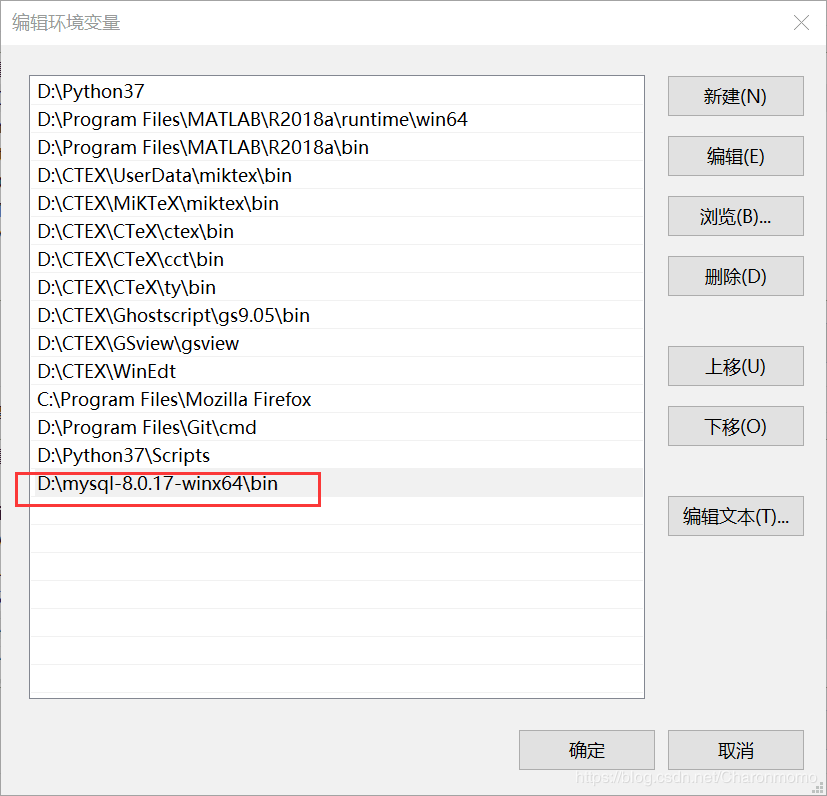 编辑环境变量
D:\Python37
D:\Program Files\MATLAB\R2018a\runtime\win64
D:\Program Files\MATLAB\R2018a\bin
D:\CTEX\UserData\miktex\bin
D:\CTEX\MiKTeX\miktex\bin
D:\CTEX\CTeX\ctex\bin
D:\CTEX\CTeX\cct\bin
D:\CTEX\CTeX\ty\bin
D:\CTEX\Ghostscript\gs9.05\bin
D:\CTEX\GSview\gsview
D:\CTEX\WinEdt
C:\Program Files\Mozilla Firefox
D:\Program Files\Git\cmd
D:\Python37\Scripts
D:\mysql-8.0.17-winx64\bin
新建(N)
编辑(E)
浏览(B)...
删除(D)
上移(U)
下移(O)
编辑文本(T)...
确定
取消
https://blog.csdn.net/Charonmomo